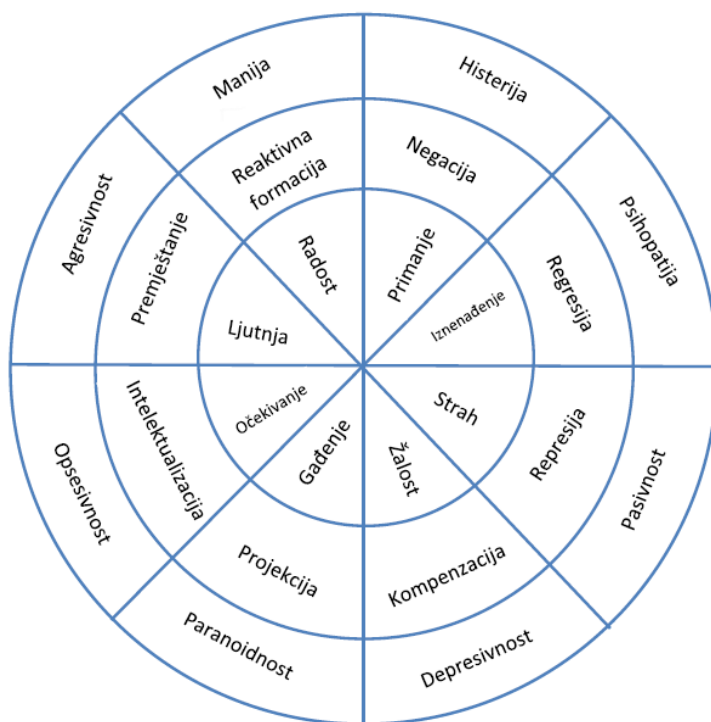 Manija
Histerija
Agresivnost
Reaktivna
formacija
Negacija
Psihopatija
Premještanje
Radost
Primanje
Regresija
Ljutnja
Iznenađenje
Očekivanje
Strah
Intelektualizacija
Gađenje
Žalost
Represija
Opsesivnost
Pasivnost
Projekcija
Kompenzacija
Paranoidnost
Depresivnost